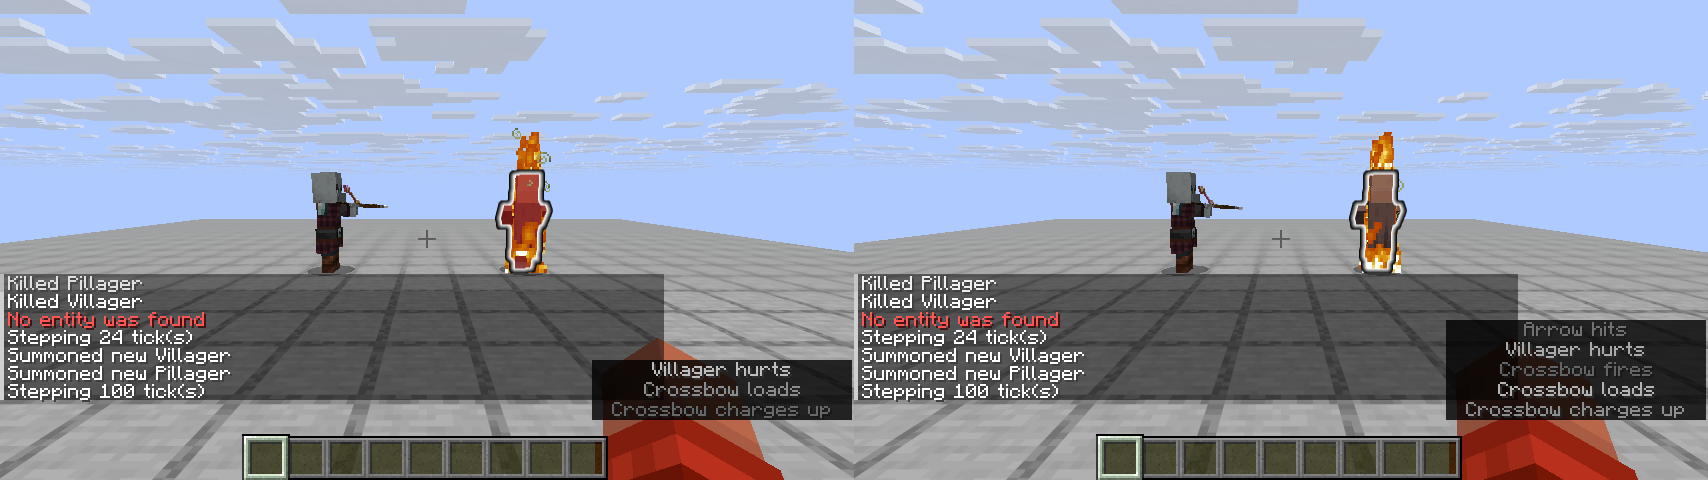 Killed Pillager
Killed Villager
No entity was found
Stepping 24 tick(s)
Summoned new Villager
Summoned new Pillager
Stepping 100 tick(s)
Villager hurts
Crossbow loads
Crossbow charges up
Killed Pillager
Killed Villager
No entity was found
Stepping 24 tick(s)
Summoned new Villager
Summoned new Pillager
Stepping 100 tick(s)
Arrow hits
Villager hurts
Crossbow fires
Crossbow loads
Crossbow charges up